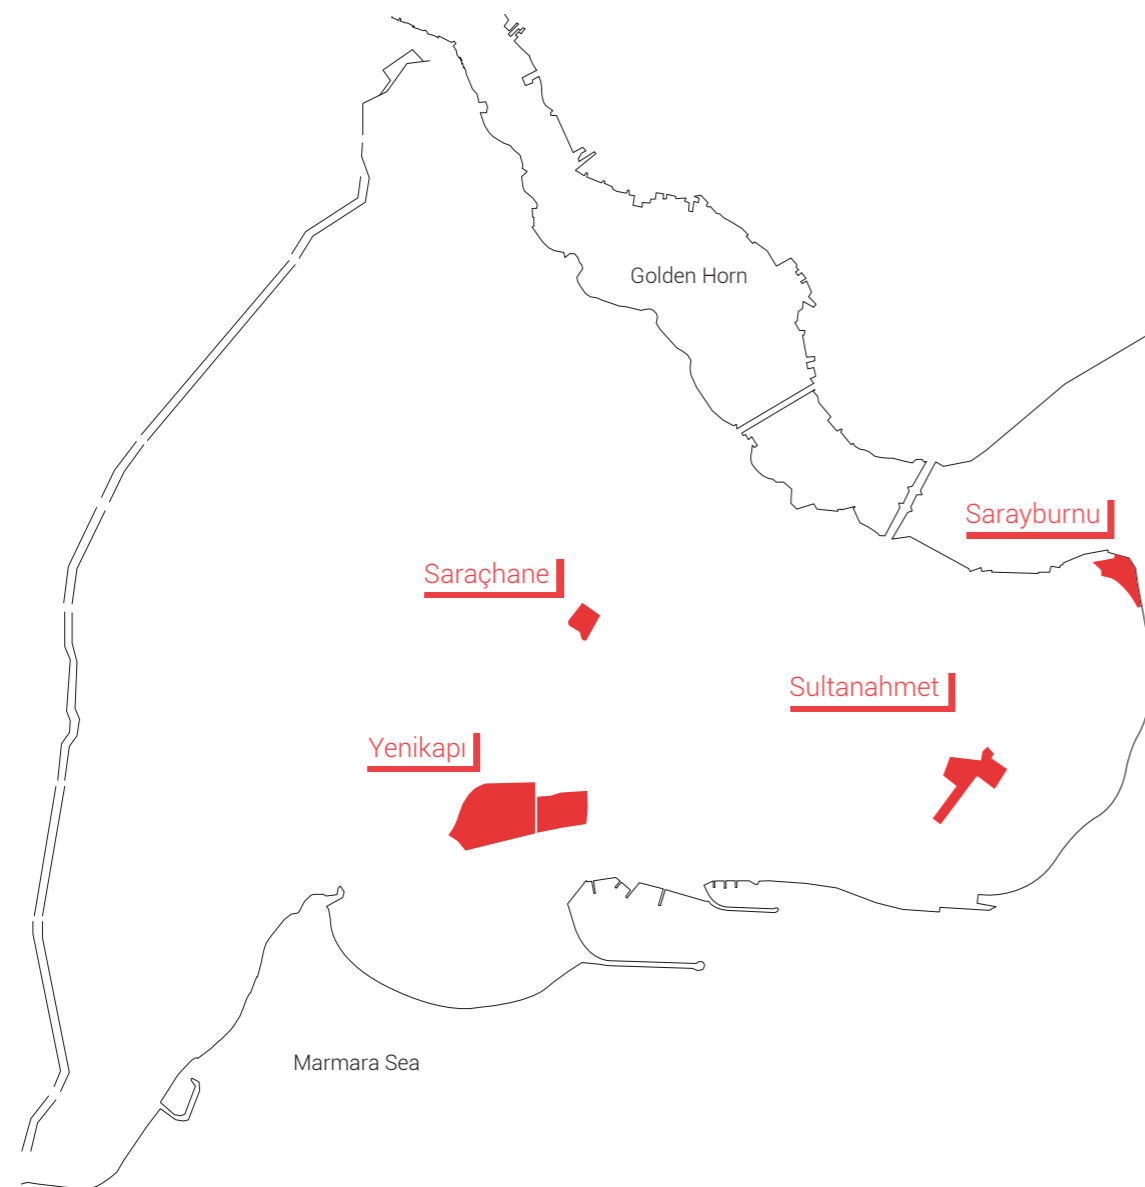 Golden Horn
Sarayburnu
Saraçhane
Sultanahmet
Yenikapı
Marmara Sea